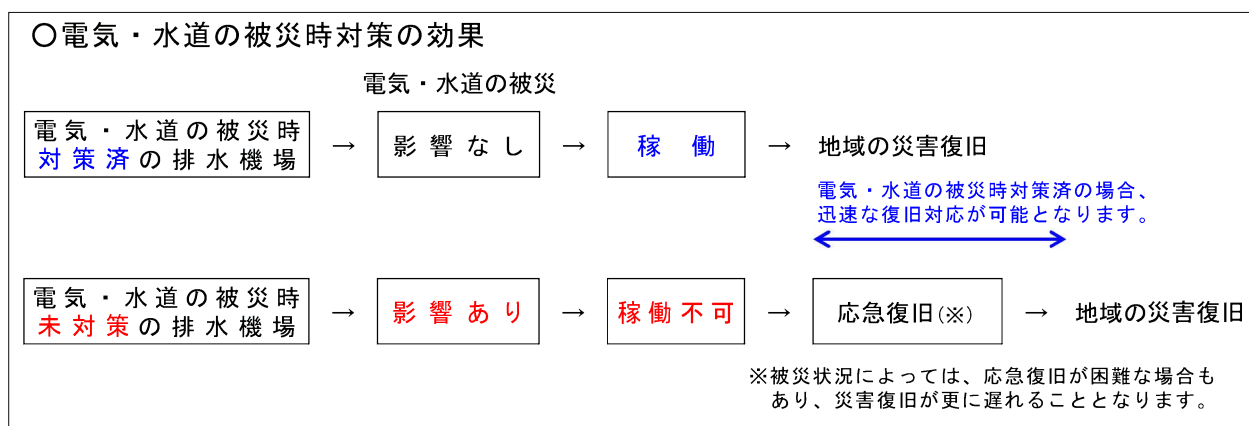 〇電気・水道の被災時対策の効果
電気・水道の被災
電気・水道の被災時
対策済の排水機場
→
影響なし
→
稼働
→
地域の災害復旧
電気・水道の被災時対策済の場合、
迅速な復旧対応が可能となります。
電気・水道の被災時
未対策の排水機場
→
影響あり
→
稼働不可
→
応急復旧(※)
→
地域の災害復旧
※被災状況によっては、応急復旧が困難な場合も
あり、災害復旧が更に遅れることとなります。